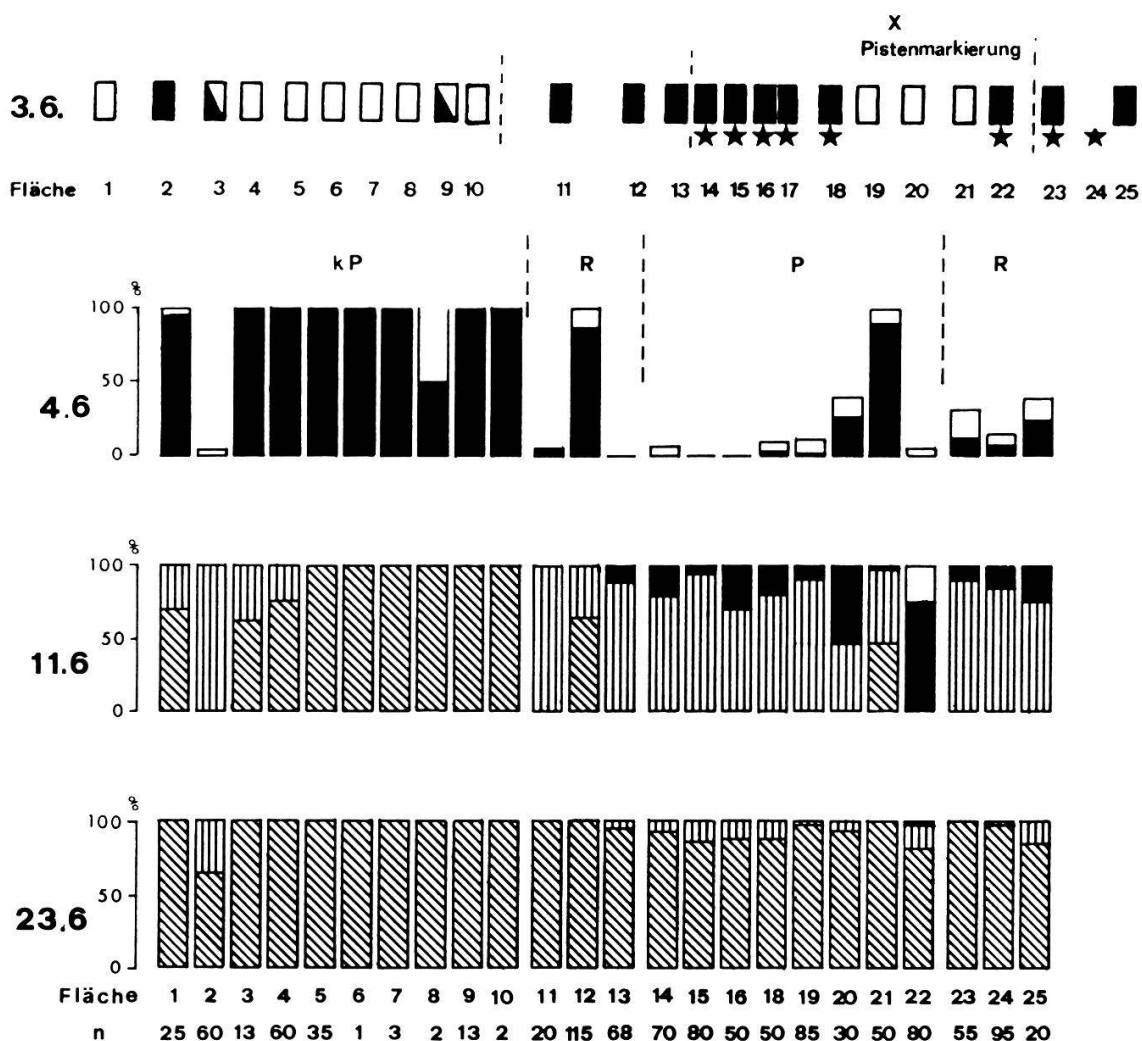 X
Pistenmarkierung
3.6.
Fläche 1 2 3 4 5 6 7 8 9 10 11 12 13 14 15 16 17 18 19 20 21 22 23 24 25
kP R P R
%
100
50
0
4.6
%
100
50
0
11.6
%
100
50
0
23.6
Fläche 1 2 3 4 5 6 7 8 9 10 11 12 13 14 15 16 18 19 20 21 22 23 24 25
n 25 60 13 60 35 1 3 2 13 2 20 115 68 70 80 50 50 85 30 50 80 55 95 20